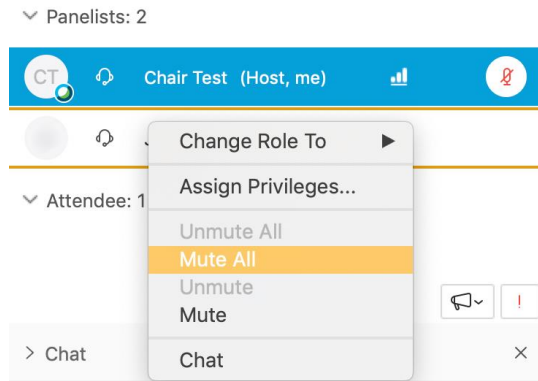 Panelists: 2
CT Chair Test (Host, me)
Change Role To
Assign Privileges...
Attendee: 1
Unmute All
Mute All
Unmute
Mute
!
Chat
Chat